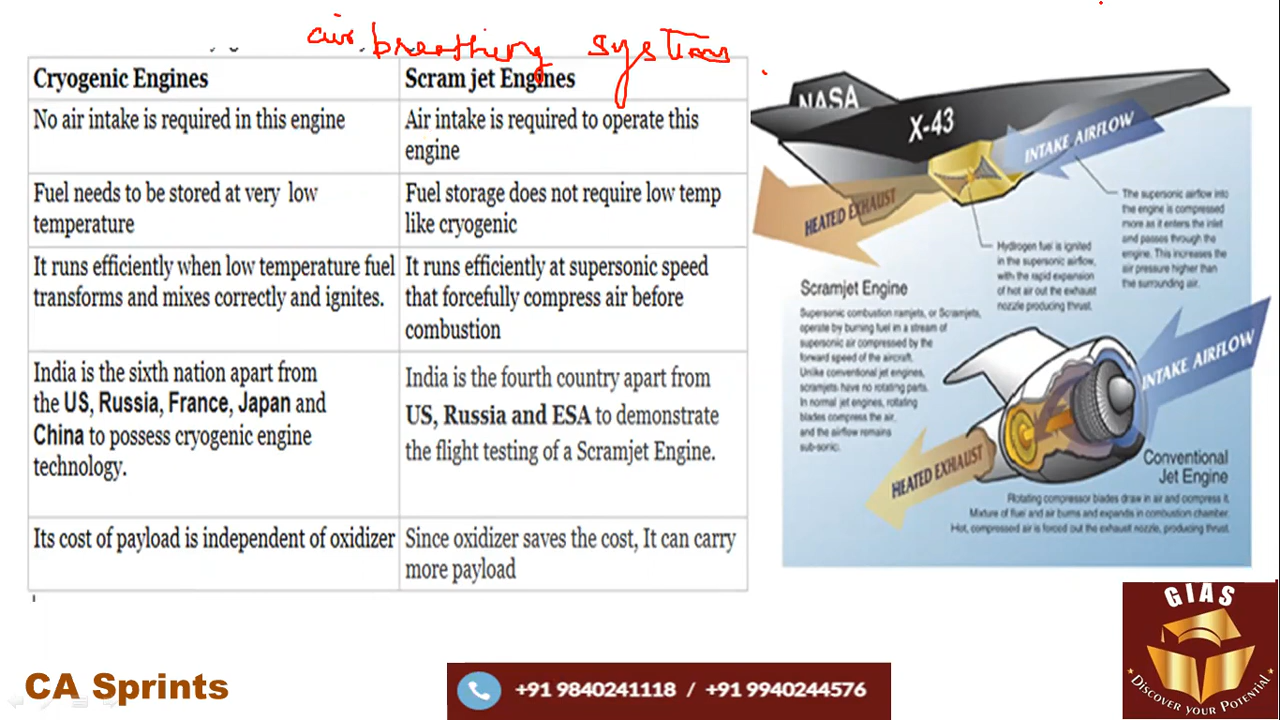 air breathing systems
Cryogenic Engines
Scram jet Engines
No air intake is required in this engine
Air intake is required to operate this
engine
Fuel needs to be stored at very low
temperature
Fuel storage does not require low temp
like cryogenic
It runs efficiently when low temperature fuel
transforms and mixes correctly and ignites.
It runs efficiently at supersonic speed
that forcefully compress air before
combustion
India is the sixth nation apart from
the US, Russia, France, Japan and
China to possess cryogenic engine
technology.
India is the fourth country apart from
US, Russia and ESA to demonstrate
the flight testing of a Scramjet Engine.
Its cost of payload is independent of oxidizer
Since oxidizer saves the cost, It can carry
more payload
NASA
X-43
INTAKE AIRFLOW
HEATED EXHAUST
The supersonic airflow into
the engine is compressed
more as it enters the inlet
and passes through the
engine. This increases the
air pressure higher than
the surrounding air.
Hydrogen fuel is ignited
in the supersonic airflow,
with the rapid expansion
of hot air out the exhaust
nozzle producing thrust.
Scramjet Engine
Supersonic combustion ramjets, or Scramjets,
operate by burning fuel in a stream of
supersonic air compressed by the
forward speed of the aircraft.
Unlike conventional jet engines,
scramjets have no rotating parts.
In normal jet engines, rotating
blades compress the air,
and the airflow remains
sub-sonic.
INTAKE AIRFLOW
HEATED EXHAUST
Conventional
Jet Engine
Rotating compressor blades draw in air and compress it.
Mixture of fuel and air burns and expands in combustion chamber.
Hot, compressed air is forced out the exhaust nozzle, producing thrust.
CA Sprints
+91 9840241118 / +91 9940244576
GIAS
DISCOVER YOUR POTENTIAL